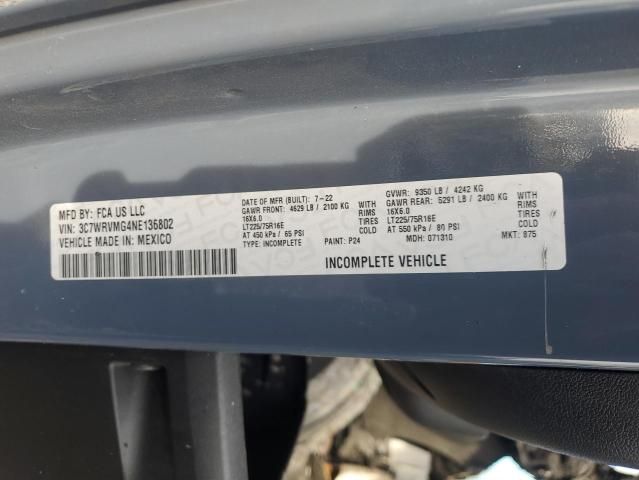 MFD BY: FCA US LLC
VIN: 3C7WRVMG4NE136802
VEHICLE MADE IN: MEXICO
DATE OF MFR (BUILT): 7-22
GAWR FRONT: 4629 LB / 2100 KG WITH
16X6.0 RIMS
LT225/75R16E TIRES
AT 450 kPa / 65 PSI COLD
TYPE: INCOMPLETE PAINT: P24
GVWR: 9350 LB / 4242 KG
GAWR REAR: 5291 LB / 2400 KG WITH
16X6.0 RIMS
LT225/75R16E TIRES
AT 550 kPa / 80 PSI COLD
MDH: 071310 MKT: 875
INCOMPLETE VEHICLE